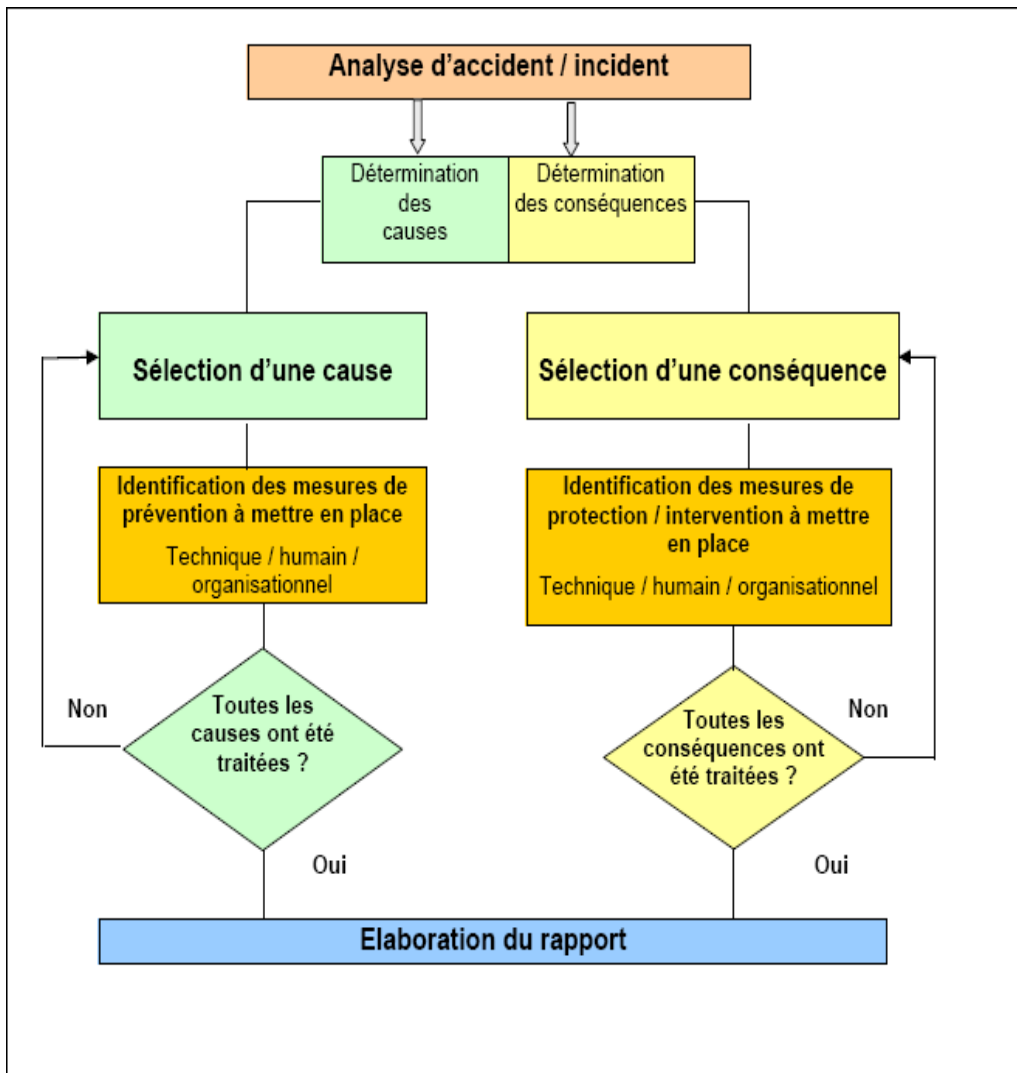 Analyse d’accident / incident
Détermination
des
causes
Détermination
des conséquences
Sélection d’une cause
Sélection d’une conséquence
Identification des mesures de
prévention à mettre en place
Technique / humain /
organisationnel
Identification des mesures de
protection / intervention à mettre
en place
Technique / humain / organisationnel
Non
Toutes les
causes ont été
traitées ?
Toutes les
conséquences ont
été traitées ?
Non
Oui
Oui
Elaboration du rapport